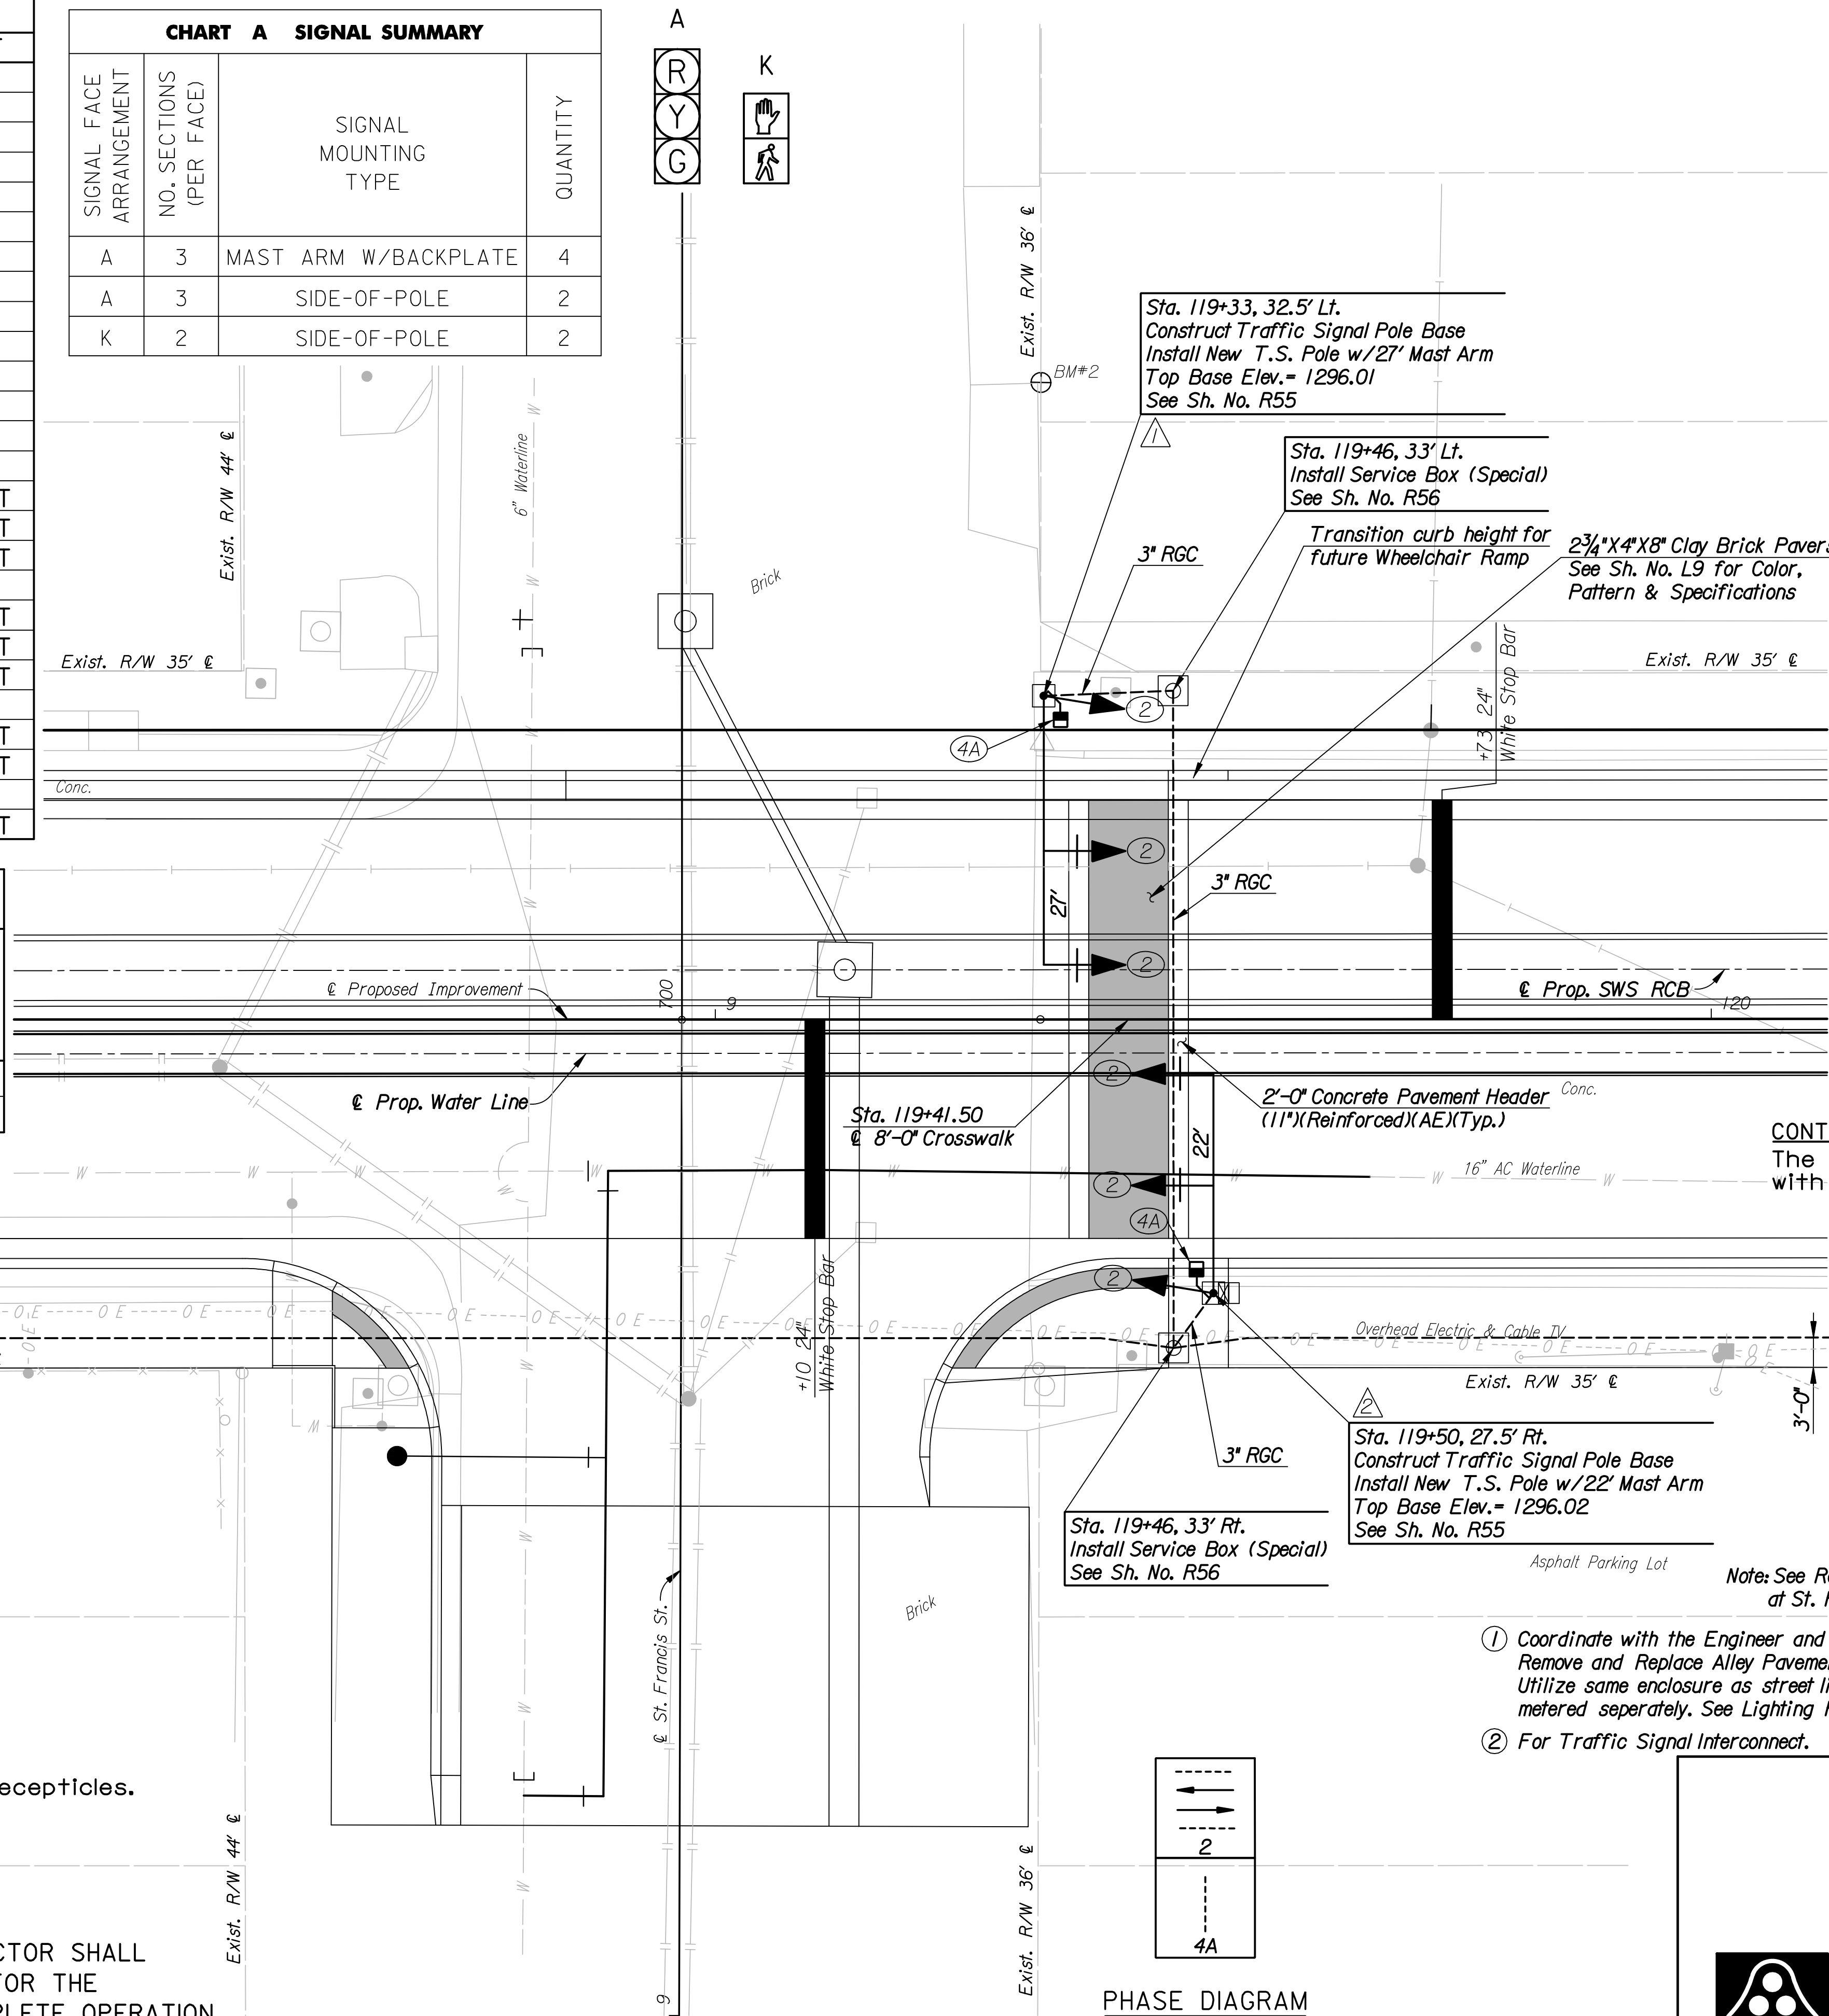 CHART A SIGNAL SUMMARY
SIGNAL FACE
ARRANGEMENT
NO. SECTIONS
(PER FACE)
SIGNAL
MOUNTING
TYPE
QUANTITY
A 3 MAST ARM W/BACKPLATE 4
A 3 SIDE-OF-POLE 2
K 2 SIDE-OF-POLE 2
A
R
Y
G
K
T
T
T
T
T
T
T
T
T
Exist. R/W 36' ℄
BM#2
Sta. 119+33, 32.5' Lt.
Construct Traffic Signal Pole Base
Install New T.S. Pole w/27' Mast Arm
Top Base Elev.= 1296.01
See Sh. No. R55
1
Sta. 119+46, 33' Lt.
Install Service Box (Special)
See Sh. No. R56
Transition curb height for
future Wheelchair Ramp
2¾"X4"X8" Clay Brick Pavers
See Sh. No. L9 for Color,
Pattern & Specifications
3" RGC
Exist. R/W 44' ℄
6" Waterline
Brick
Exist. R/W 35' ℄
Exist. R/W 35' ℄
+73 24"
White Stop Bar
2
4A
Conc.
2
27'
3" RGC
2
℄ Proposed Improvement
700
9
℄ Prop. SWS RCB
120
2
℄ Prop. Water Line
Sta. 119+41.50
℄ 8'-0" Crosswalk
2'-0" Concrete Pavement Header
(11")(Reinforced)(AE)(Typ.)
Conc.
22'
CONT
The
with
16" AC Waterline
2
4A
2
+10 24"
White Stop Bar
Overhead Electric & Cable TV
Exist. R/W 35' ℄
3'-0"
2
Sta. 119+50, 27.5' Rt.
Construct Traffic Signal Pole Base
Install New T.S. Pole w/22' Mast Arm
Top Base Elev.= 1296.02
See Sh. No. R55
3" RGC
Sta. 119+46, 33' Rt.
Install Service Box (Special)
See Sh. No. R56
Asphalt Parking Lot
Brick
℄ St. Francis St.
Note: See
at St.
1 Coordinate with the Engineer and
Remove and Replace Alley
Utilize same enclosure as street
metered seperately. See Lighting
2 For Traffic Signal Interconnect.
ecepticles.
Exist. R/W 44' ℄
Exist. R/W 36' ℄
2
4A
PHASE DIAGRAM
9
CTOR SHALL
FOR THE
PLETE OPERATION